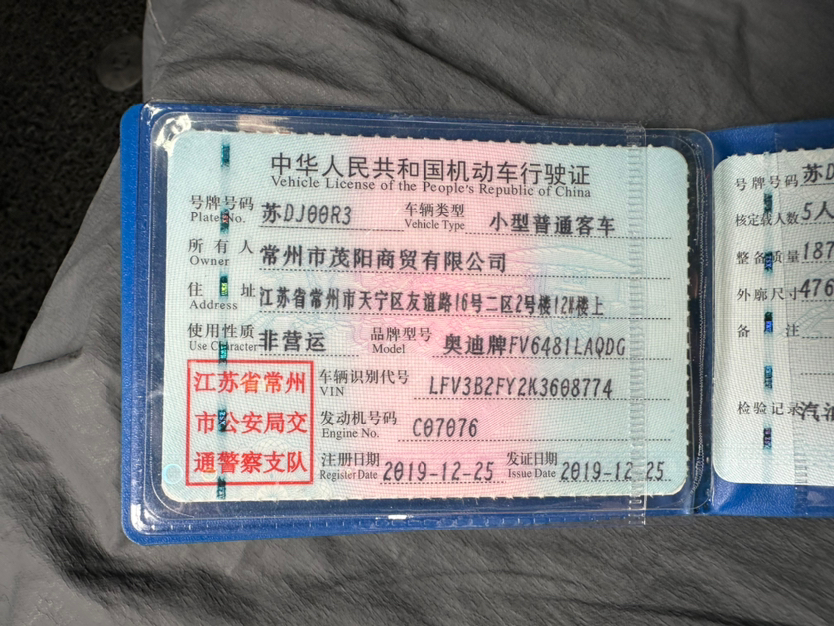 中华人民共和国机动车行驶证
Vehicle License of the People's Republic of China
号牌号码 苏DJ00R3 车辆类型 小型普通客车
Plate No. Vehicle Type
所有人 常州市茂阳商贸有限公司
Owner
住址 江苏省常州市天宁区友谊路16号二区2号楼12#楼上
Address
使用性质 非营运 品牌型号 奥迪牌FV6481LAQDG
Use Character Model
江苏省常州
市公安局交
通警察支队
车辆识别代号 LFV3B2FY2K3608774
VIN
发动机号码 C07076
Engine No.
注册日期 2019-12-25 发证日期 2019-12-25
Register Date Issue Date
号牌号码 苏D
核定载人数 5人
整备质量 187
外廓尺寸 476
备注
检验记录 汽油